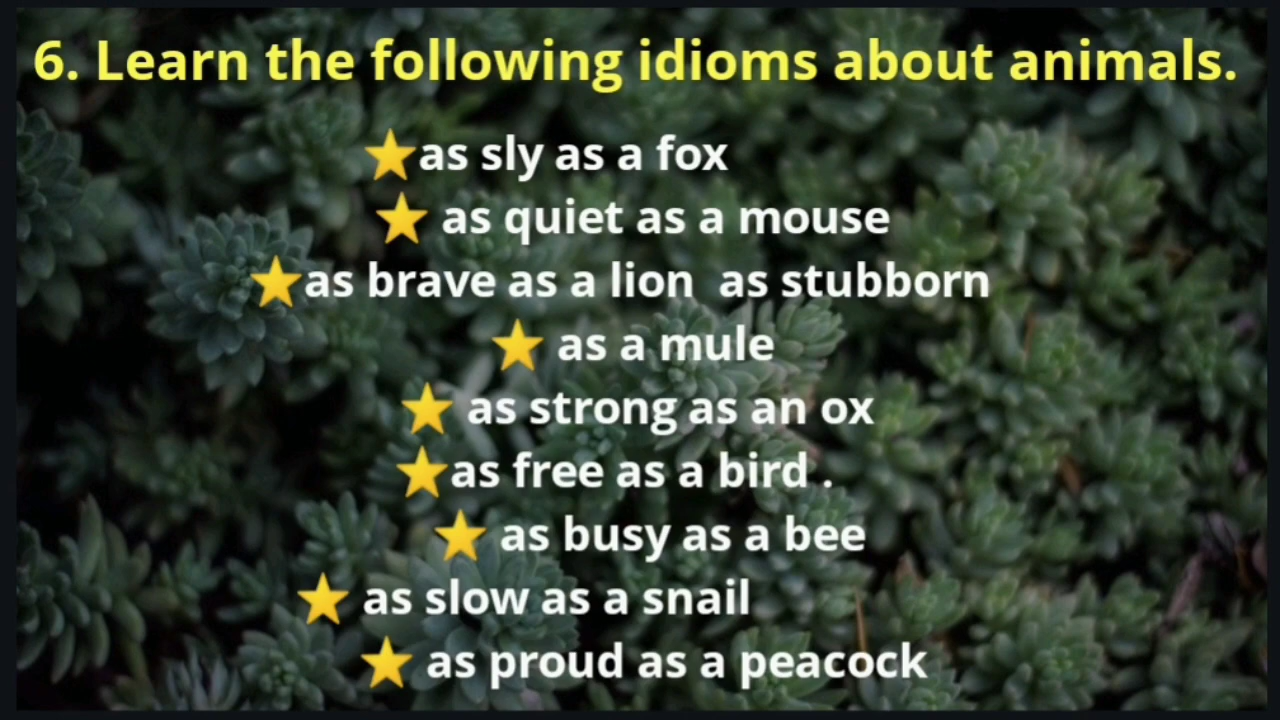 6. Learn the following idioms about animals.
⭐as sly as a fox
⭐ as quiet as a mouse
⭐as brave as a lion  as stubborn
⭐ as a mule
⭐ as strong as an ox
⭐as free as a bird .
⭐ as busy as a bee
⭐ as slow as a snail
⭐ as proud as a peacock